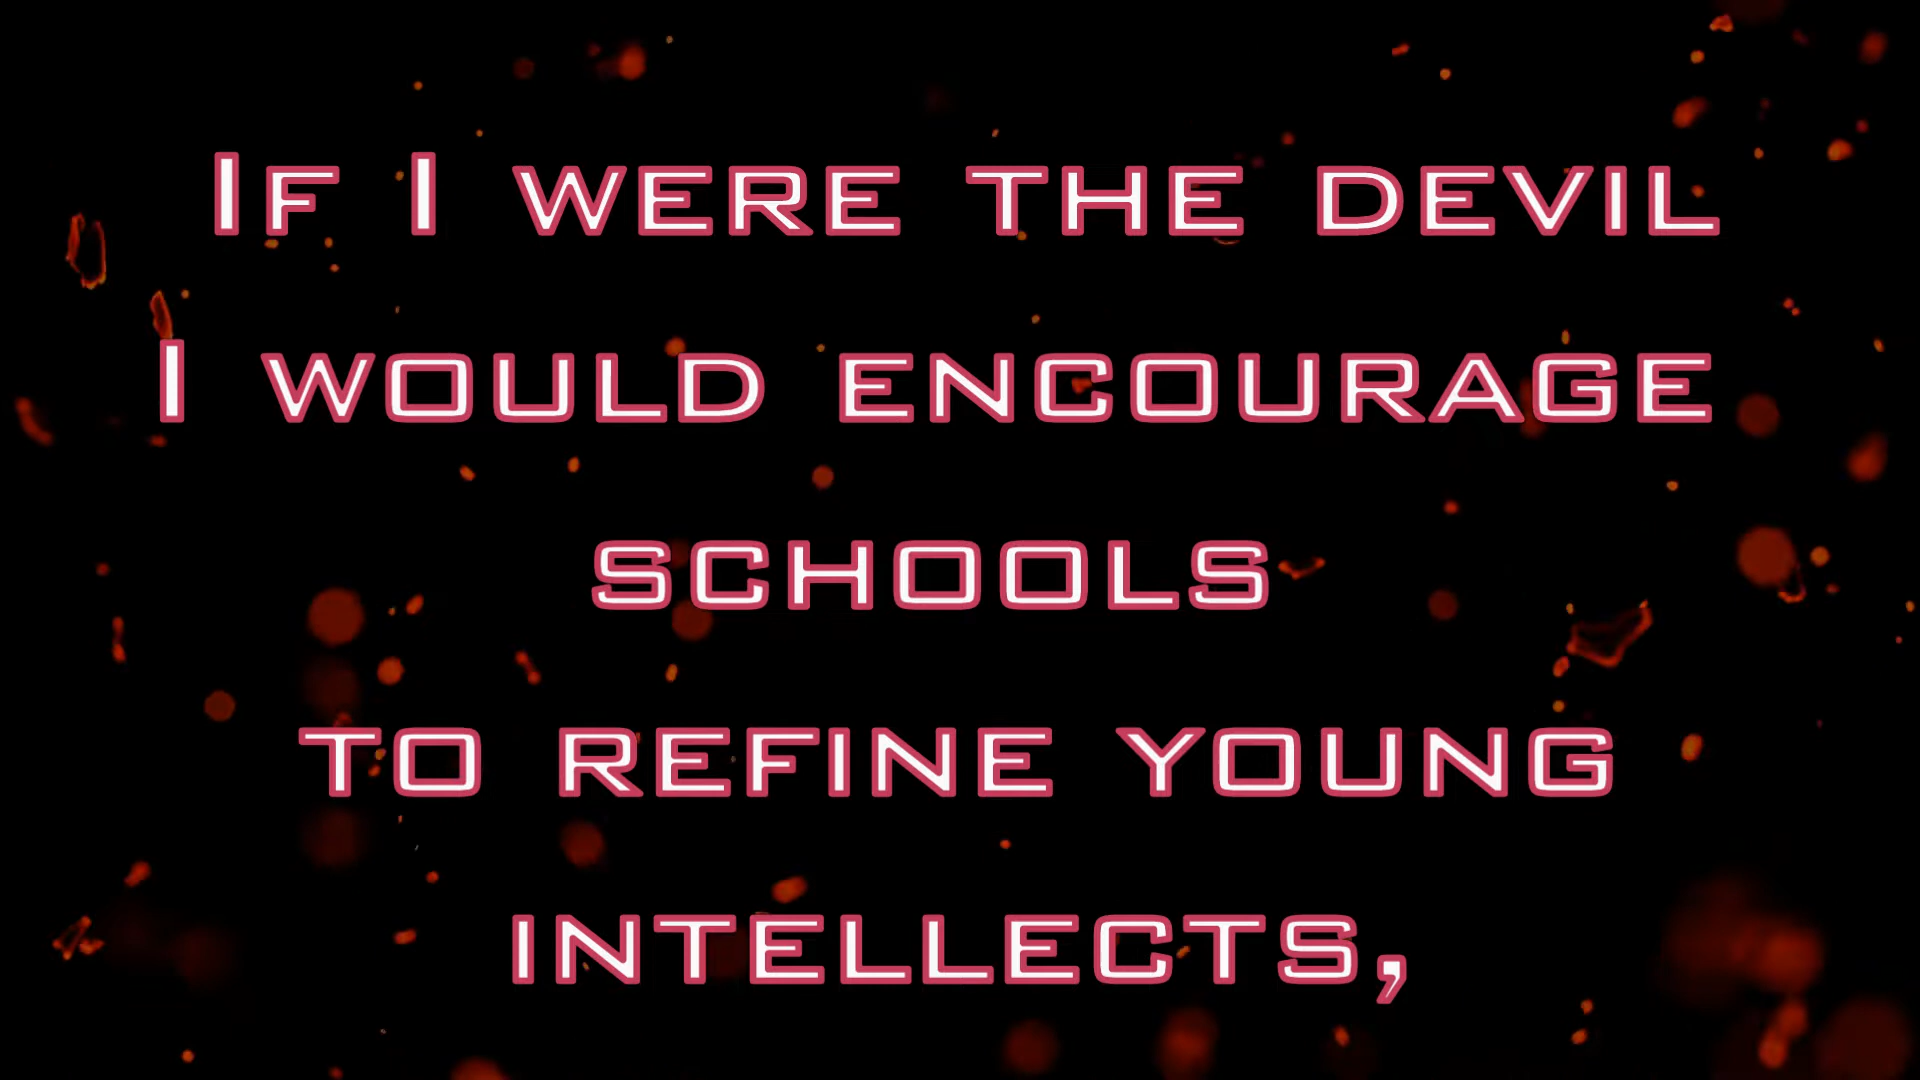 If I were the devil
I would encourage
schools
to refine young
intellects,